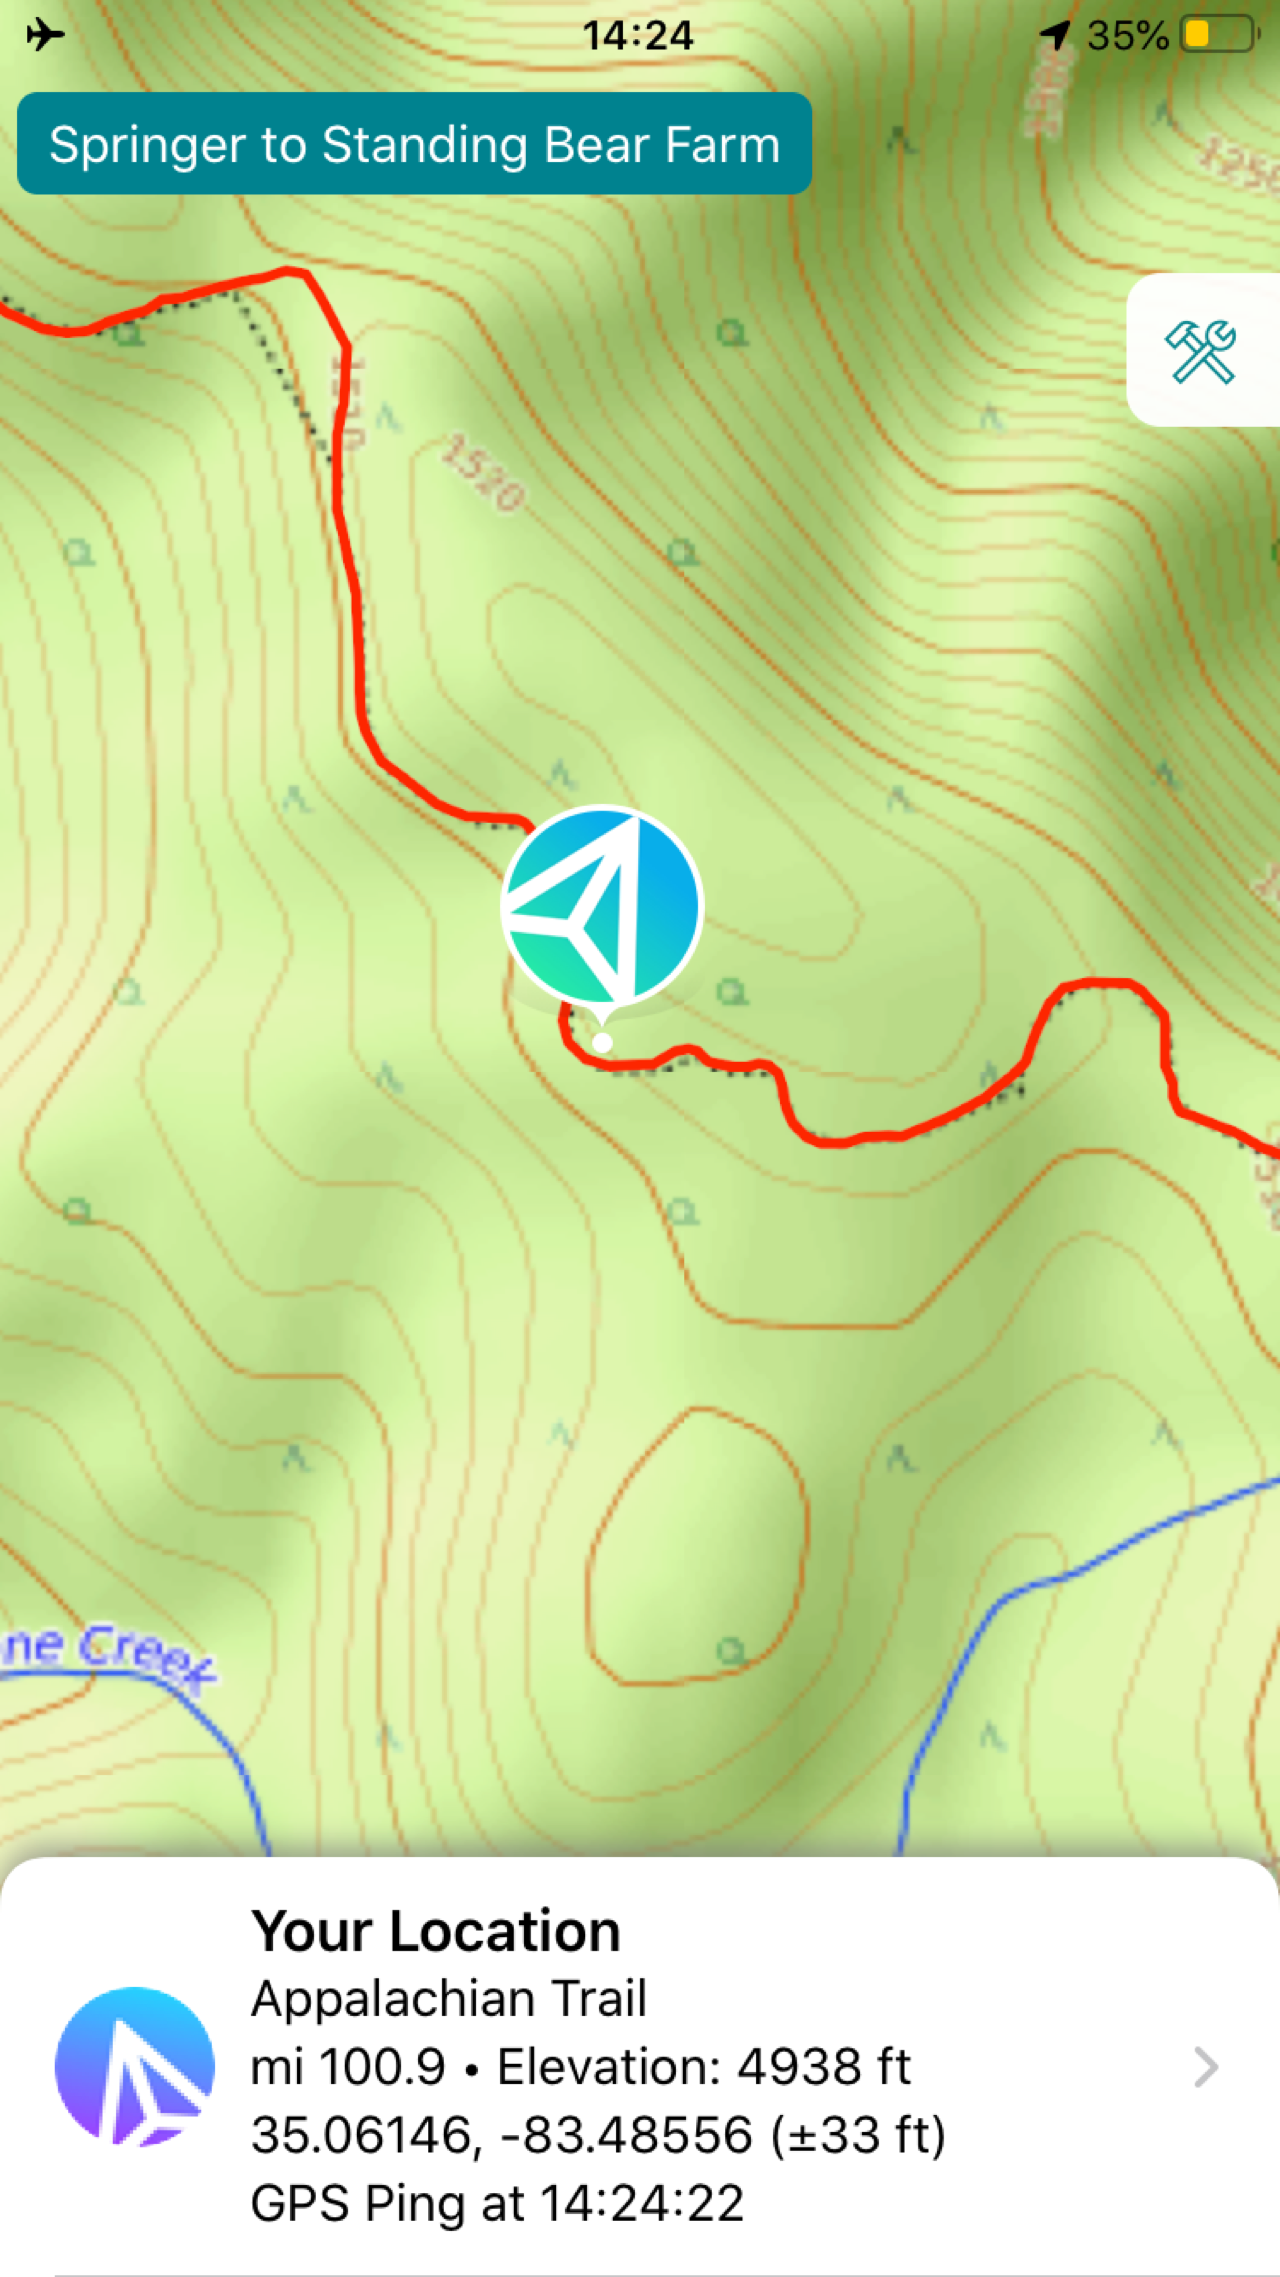 14:24
35%
Springer to Standing Bear Farm
1520
ne Creek
Your Location
Appalachian Trail
mi 100.9 • Elevation: 4938 ft
35.06146, -83.48556 (±33 ft)
GPS Ping at 14:24:22